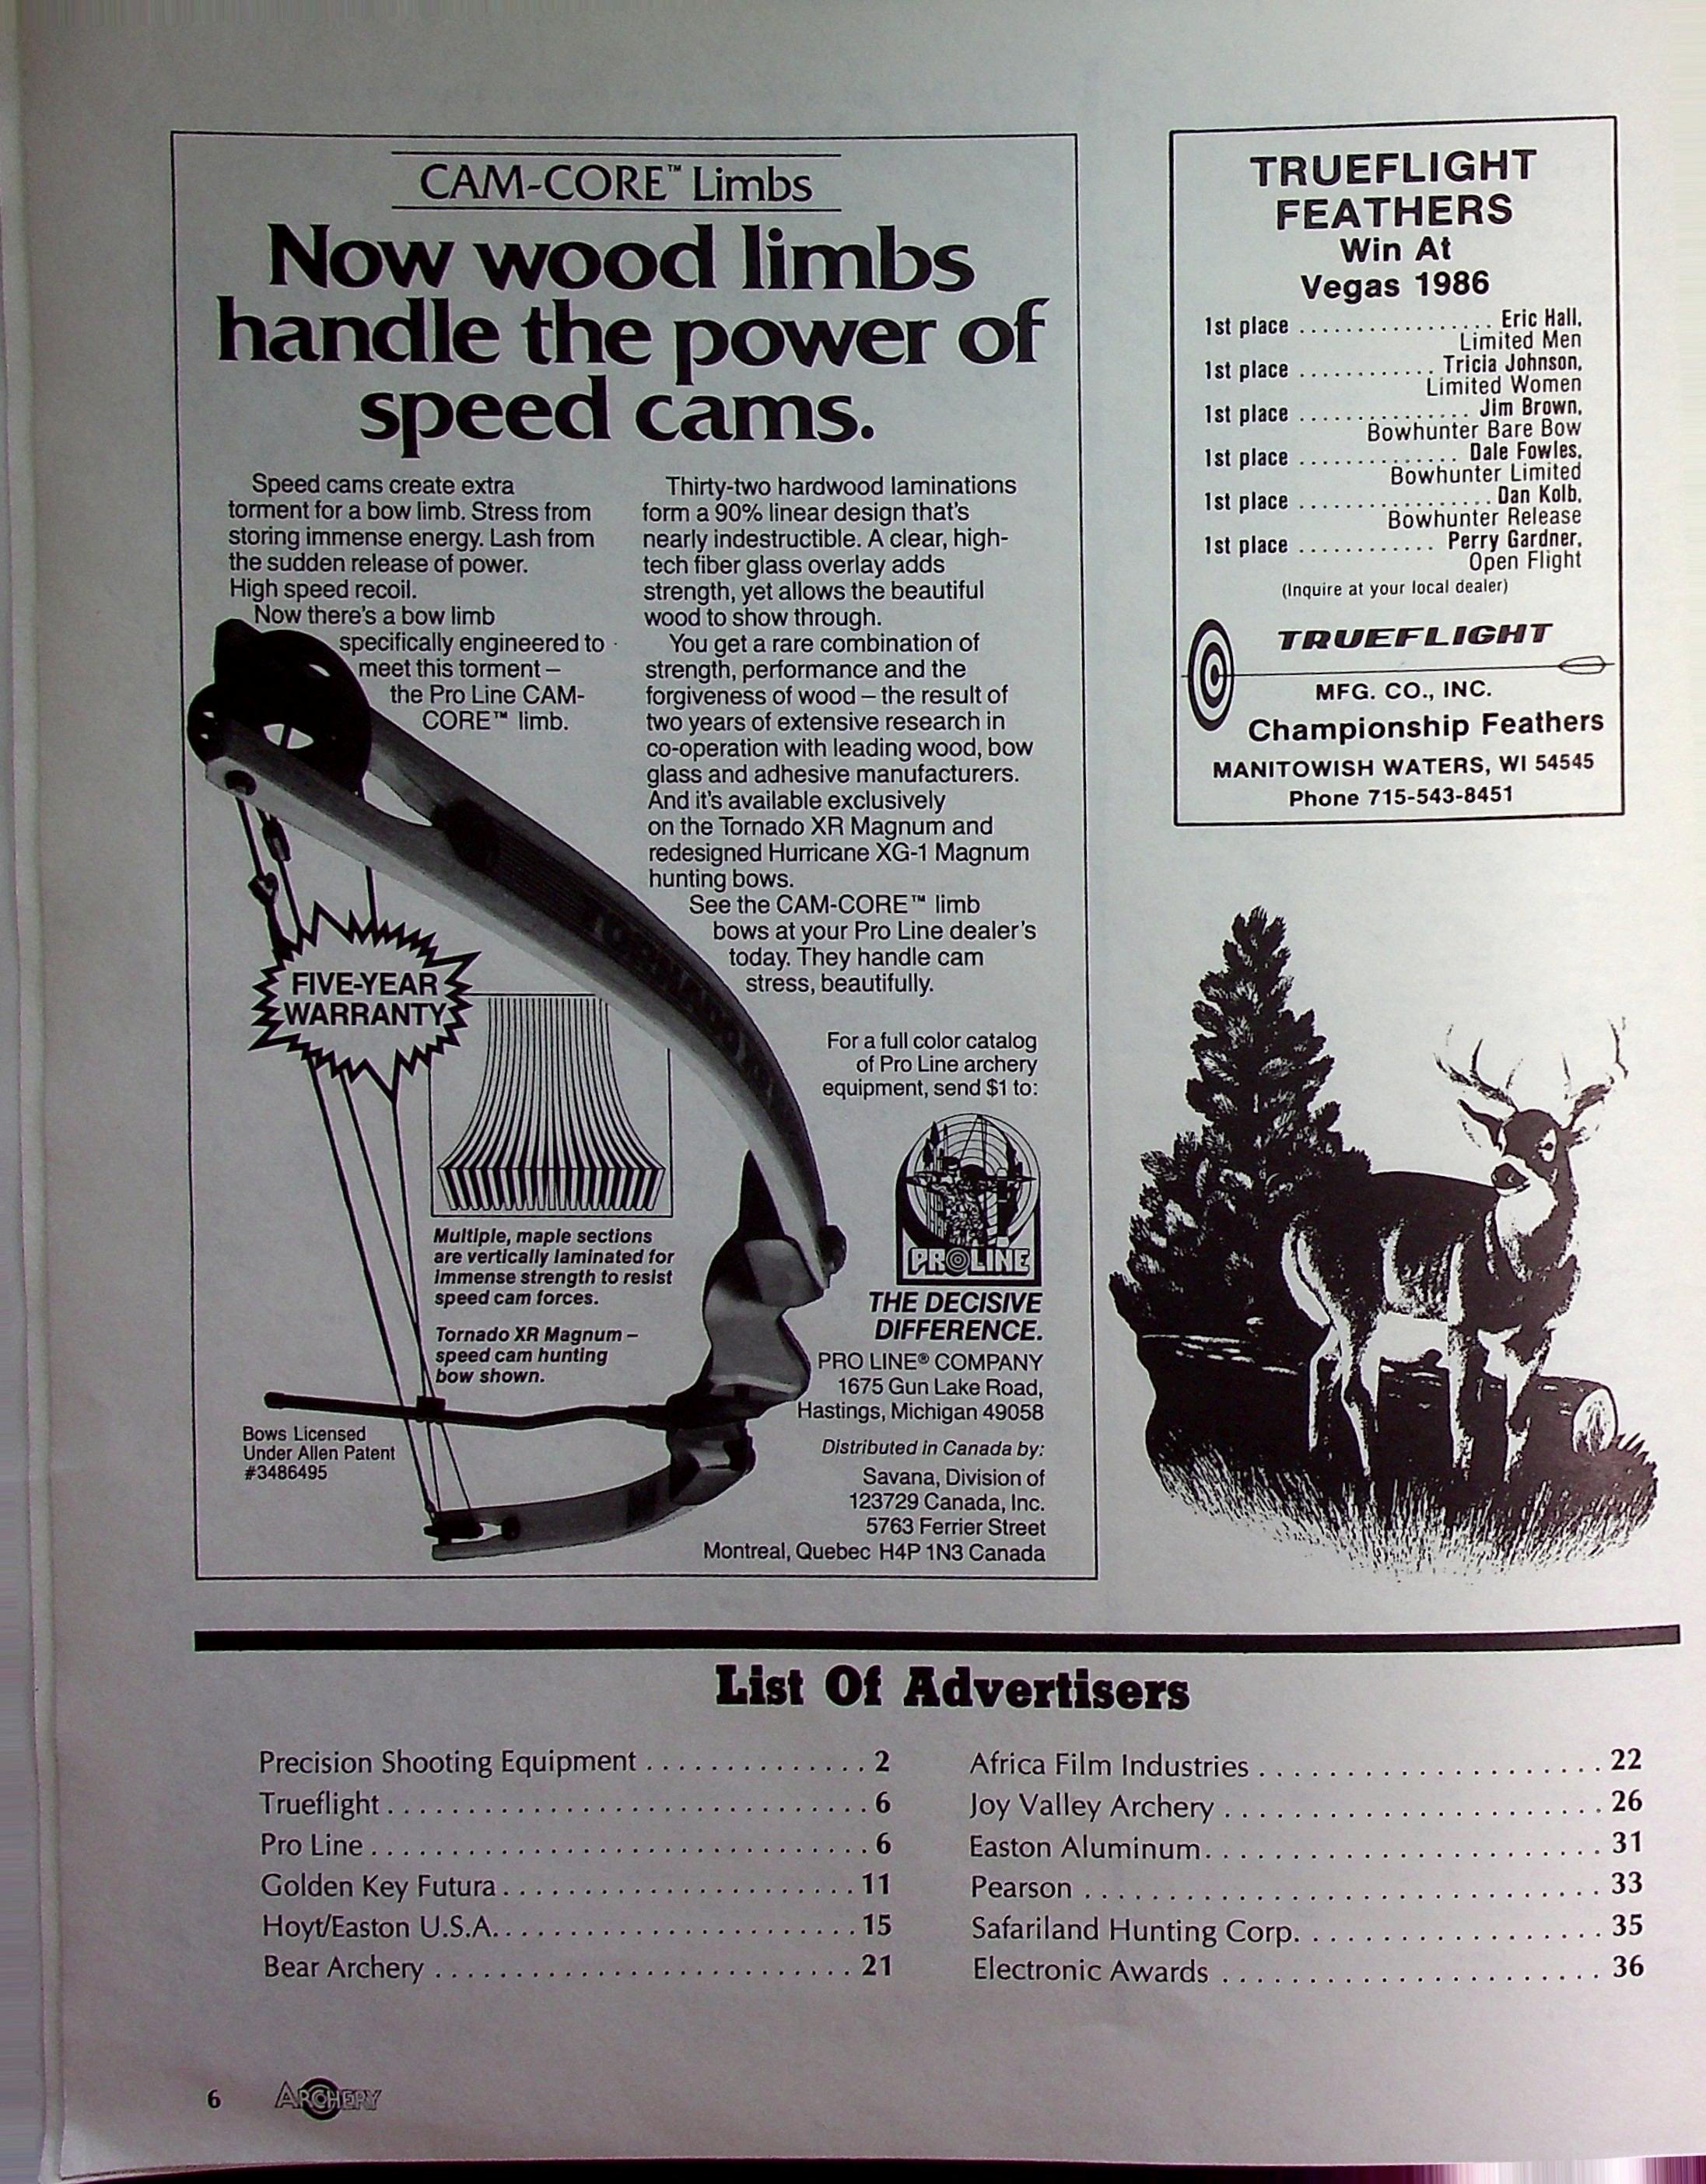 CAM-CORE™ Limbs
Now wood limbs
handle the power of
speed cams.
Speed cams create extra
torment for a bow limb. Stress from
storing immense energy. Lash from
the sudden release of power.
High speed recoil.
Now there's a bow limb
specifically engineered to
meet this torment –
the Pro Line CAM-
CORE™ limb.
Thirty-two hardwood laminations
form a 90% linear design that's
nearly indestructible. A clear, high-
tech fiber glass overlay adds
strength, yet allows the beautiful
wood to show through.
You get a rare combination of
strength, performance and the
forgiveness of wood – the result of
two years of extensive research in
co-operation with leading wood, bow
glass and adhesive manufacturers.
And it's available exclusively
on the Tornado XR Magnum and
redesigned Hurricane XG-1 Magnum
hunting bows.
See the CAM-CORE™ limb
bows at your Pro Line dealer's
today. They handle cam
stress, beautifully.
TORNADO
FIVE-YEAR
WARRANTY
Multiple, maple sections
are vertically laminated for
immense strength to resist
speed cam forces.
Tornado XR Magnum –
speed cam hunting
bow shown.
Bows Licensed
Under Allen Patent
#3486495
For a full color catalog
of Pro Line archery
equipment, send $1 to:
PROLINE
THE DECISIVE
DIFFERENCE.
PRO LINE® COMPANY
1675 Gun Lake Road,
Hastings, Michigan 49058
Distributed in Canada by:
Savana, Division of
123729 Canada, Inc.
5763 Ferrier Street
Montreal, Quebec H4P 1N3 Canada
TRUEFLIGHT
FEATHERS
Win At
Vegas 1986
1st place ................. Eric Hall,
Limited Men
1st place ............ Tricia Johnson,
Limited Women
1st place ............... Jim Brown,
Bowhunter Bare Bow
1st place .............. Dale Fowles,
Bowhunter Limited
1st place ................. Dan Kolb,
Bowhunter Release
1st place ............ Perry Gardner,
Open Flight
(Inquire at your local dealer)
TRUEFLIGHT
MFG. CO., INC.
Championship Feathers
MANITOWISH WATERS, WI 54545
Phone 715-543-8451
List Of Advertisers
Precision Shooting Equipment .............. 2
Trueflight .............................. 6
Pro Line ............................... 6
Golden Key Futura ...................... 11
Hoyt/Easton U.S.A. ...................... 15
Bear Archery .......................... 21
Africa Film Industries ..................... 22
Joy Valley Archery ....................... 26
Easton Aluminum ........................ 31
Pearson ................................ 33
Safariland Hunting Corp. .................. 35
Electronic Awards ....................... 36
6 ARCHERY